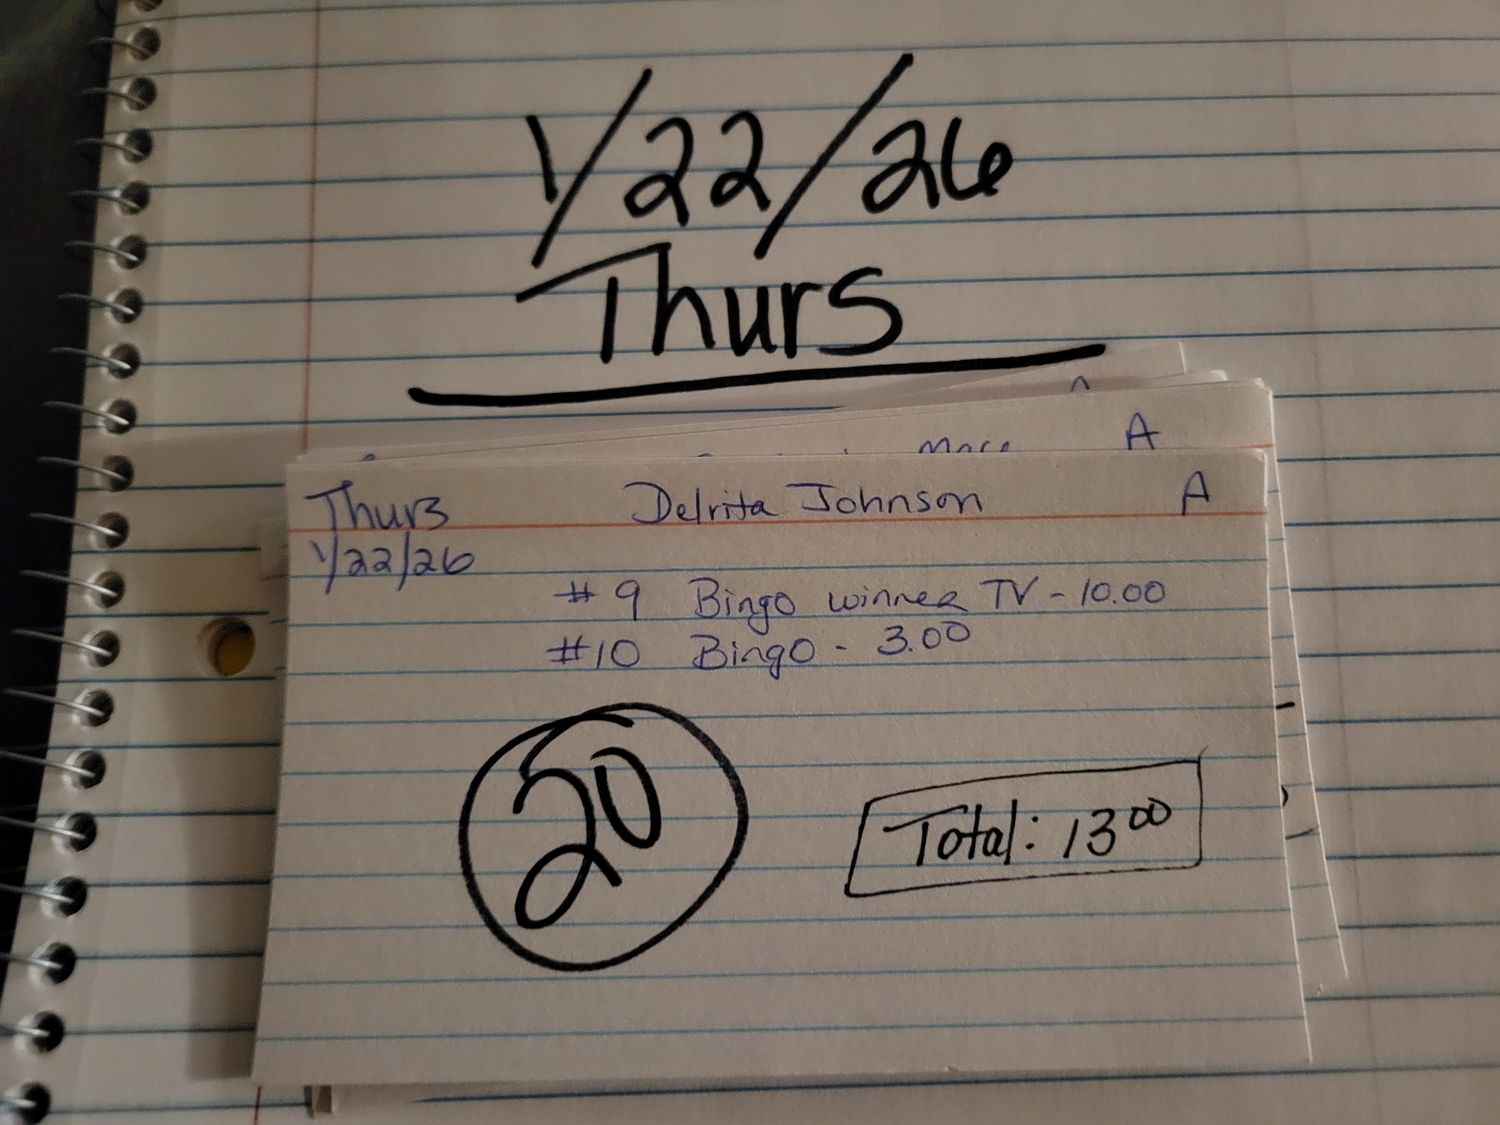 1/22/26
Thurs
A
Thurs Delrita Johnson A
1/22/26
#9 Bingo winner TV - 10.00
#10 Bingo - 3.00
20
Total: 13 00